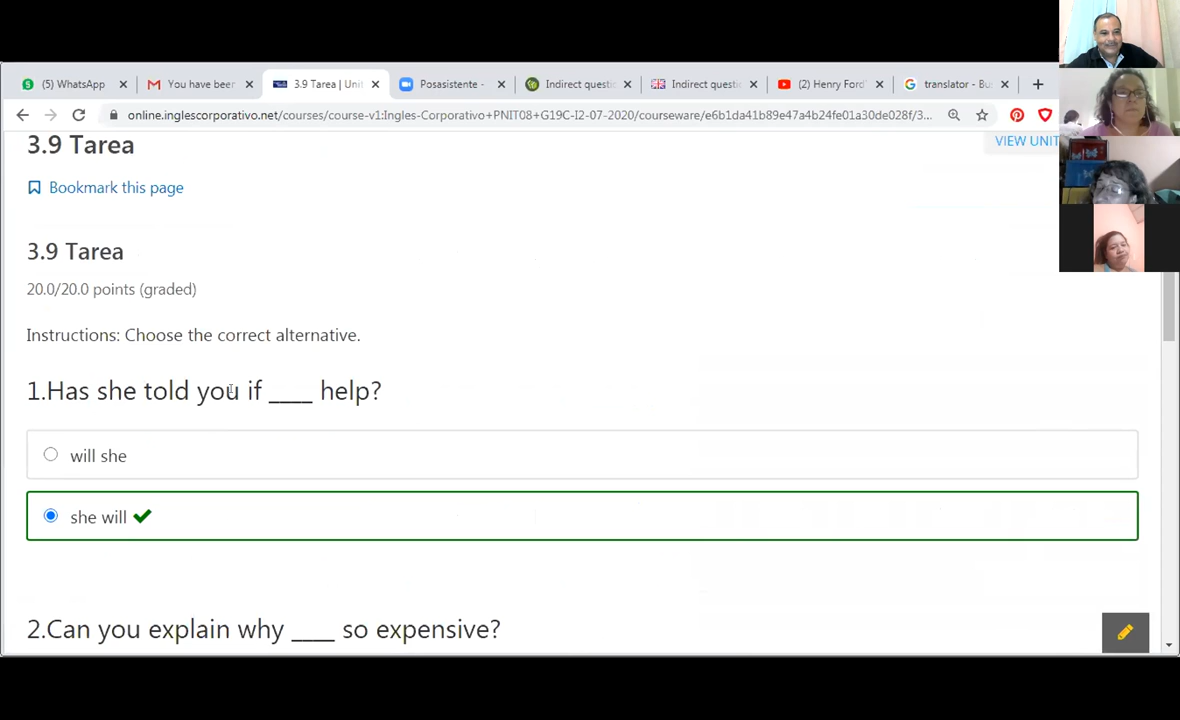 (5) WhatsApp
You have been
3.9 Tarea | Unit
Posasistente -
Indirect questic
Indirect questic
(2) Henry Ford'
translator - Bu
online.inglescorporativo.net/courses/course-v1:Ingles-Corporativo+PNIT08+G19C-I2-07-2020/courseware/e6b1da41b89e47a4b24fe01a30de028f/3...
3.9 Tarea
VIEW UNIT
Bookmark this page
3.9 Tarea
20.0/20.0 points (graded)
Instructions: Choose the correct alternative.
1.Has she told you if ____ help?
will she
she will
2.Can you explain why ____ so expensive?